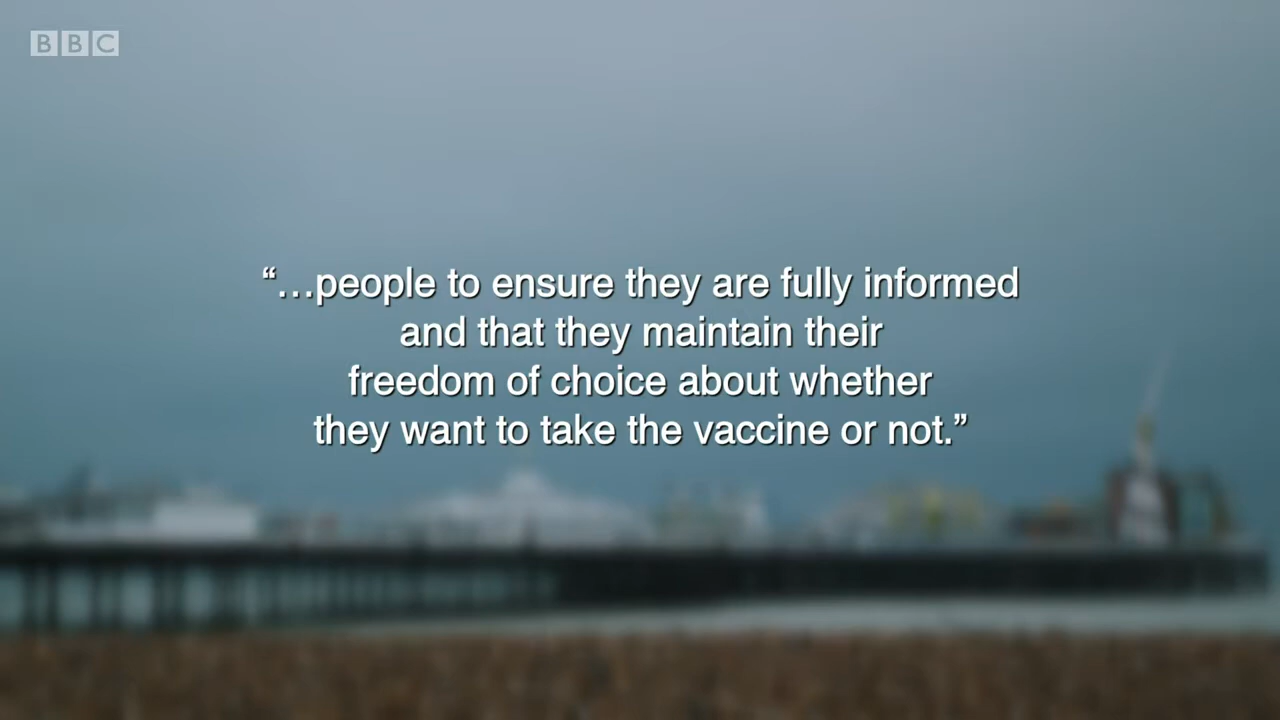 BBC
“…people to ensure they are fully informed
and that they maintain their
freedom of choice about whether
they want to take the vaccine or not.”